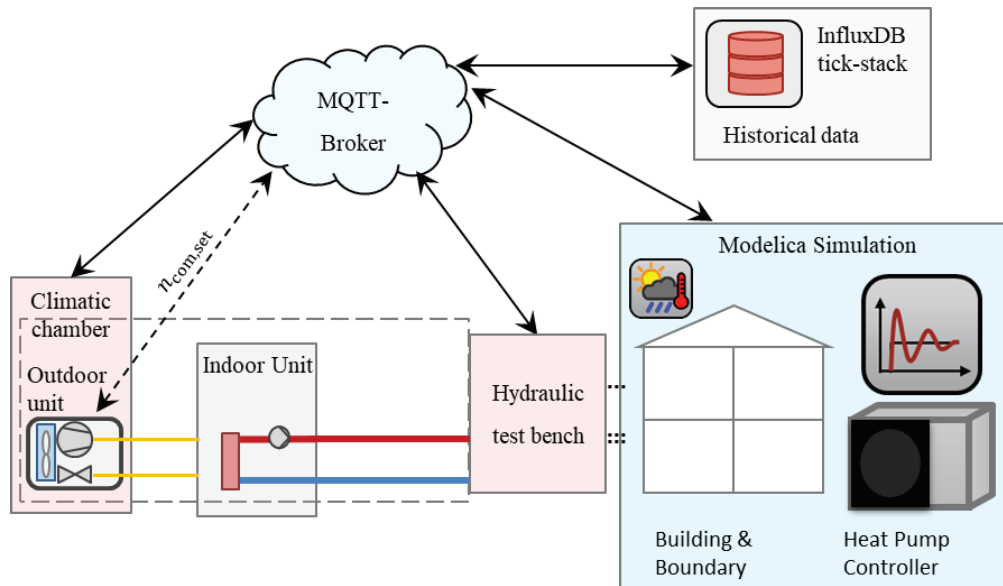 InfluxDB
tick-stack
Historical data
MQTT-
Broker
n_com,set
Modelica Simulation
Climatic
chamber
Outdoor
unit
Indoor Unit
Hydraulic
test bench
Building &
Boundary
Heat Pump
Controller